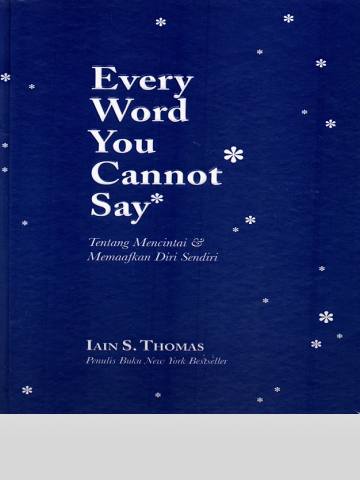 Every
Word
You
Cannot
Say*
Tentang Mencintai &
Memaafkan Diri Sendiri
IAIN S. THOMAS
Penulis Buku New York Bestseller